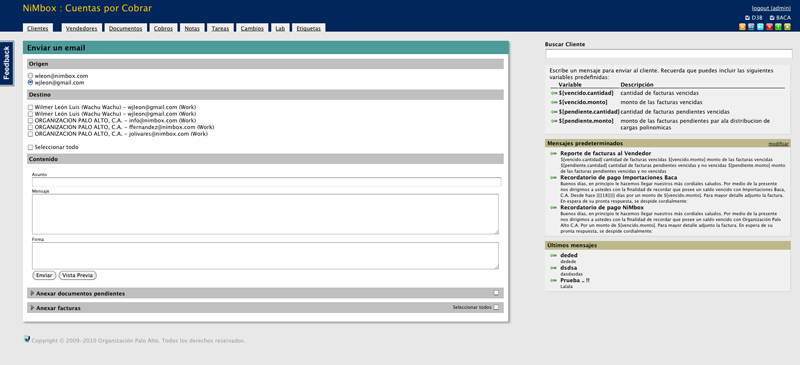 NiMbox : Cuentas por Cobrar
logout (admin)
D3B BACA
Clientes Vendedores Documentos Cobros Notas Tareas Cambios Lab Etiquetas
Feedback
Enviar un email
Origen
wleon@nimbox.com
wjleon@gmail.com
Destino
Wilmer León Luis (Wachu Wachu) - wjleon@gmail.com (Work)
Wilmer León Luis (Wachu Wachu) - wjleon@gmail.com (Work)
ORGANIZACION PALO ALTO, C.A. - info@nimbox.com (Work)
ORGANIZACION PALO ALTO, C.A. - ffernandez@nimbox.com (Work)
ORGANIZACION PALO ALTO, C.A. - jolivares@nimbox.com (Work)
Seleccionar todo
Contenido
Asunto
Mensaje
Firma
Enviar Vista Previa
Anexar documentos pendientes
Anexar facturas Seleccionar todos
Copyright © 2009-2010 Organización Palo Alto. Todos los derechos reservados.
Buscar Cliente
Escribe un mensaje para enviar al cliente. Recuerda que puedes incluir las siguientes
variables predefinidas:
Variable Descripción
$[vencido.cantidad] cantidad de facturas vencidas
$[vencido.monto] monto de las facturas vencidas
$[pendiente.cantidad] cantidad de facturas pendientes vencidas
$[pendiente.monto] monto de las facturas pendientes par ala distribucion de
cargas polinomicas
Mensajes predeterminados modificar
Reporte de facturas al Vendedor
$[vencido.cantidad] cantidad de facturas vencidas $[vencido.monto] monto de las facturas vencidas
$[pendiente.cantidad] cantidad de facturas pendientes vencidas y no vencidas $[pendiente.monto] monto de las facturas
pendientes vencidas y no vencidas
Recordatorio de pago Importaciones Baca
Buenos días, en principio le hacemos llegar nuestros más cordiales saludos. Por medio de la presente
nos dirigimos a ustedes con la finalidad de recordar que posee un saldo vencido con Importaciones Baca,
C.A. Desde hace días por un monto de $[vencido.monto]. Para mayor detalle adjunto la factura.
En espera de su pronta respuesta, se despide cordialmente:
Recordatorio de pago NiMbox
Buenos días, en principio le hacemos llegar nuestros más cordiales saludos. Por medio de la presente
nos dirigimos a ustedes con la finalidad de recordar que posee un saldo vencido con Organización Palo
Alto C.A. Por un monto de $[vencido.monto]. Para mayor detalle adjunto la factura. En espera de su
pronta respuesta, se despide cordialmente:
Últimos mensajes
deded
dedede
dsdsa
dasdasdas
Prueba .. !!
Lalala